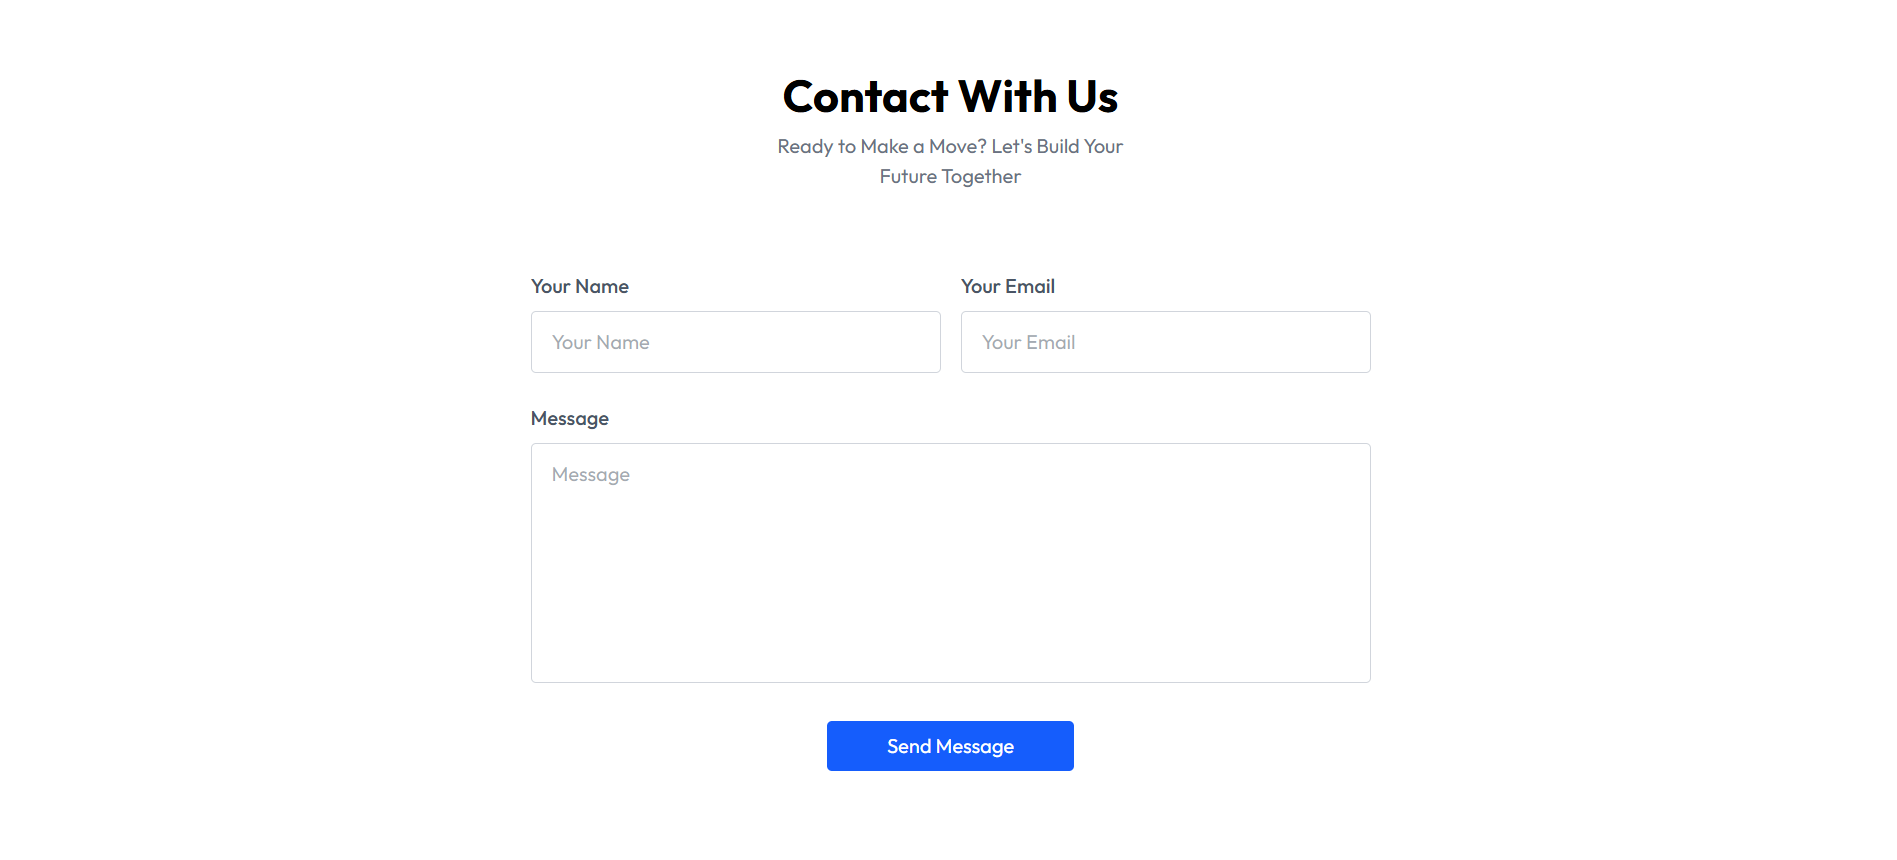 Contact With Us
Ready to Make a Move? Let's Build Your
Future Together
Your Name
Your Email
Your Name
Your Email
Message
Message
Send Message